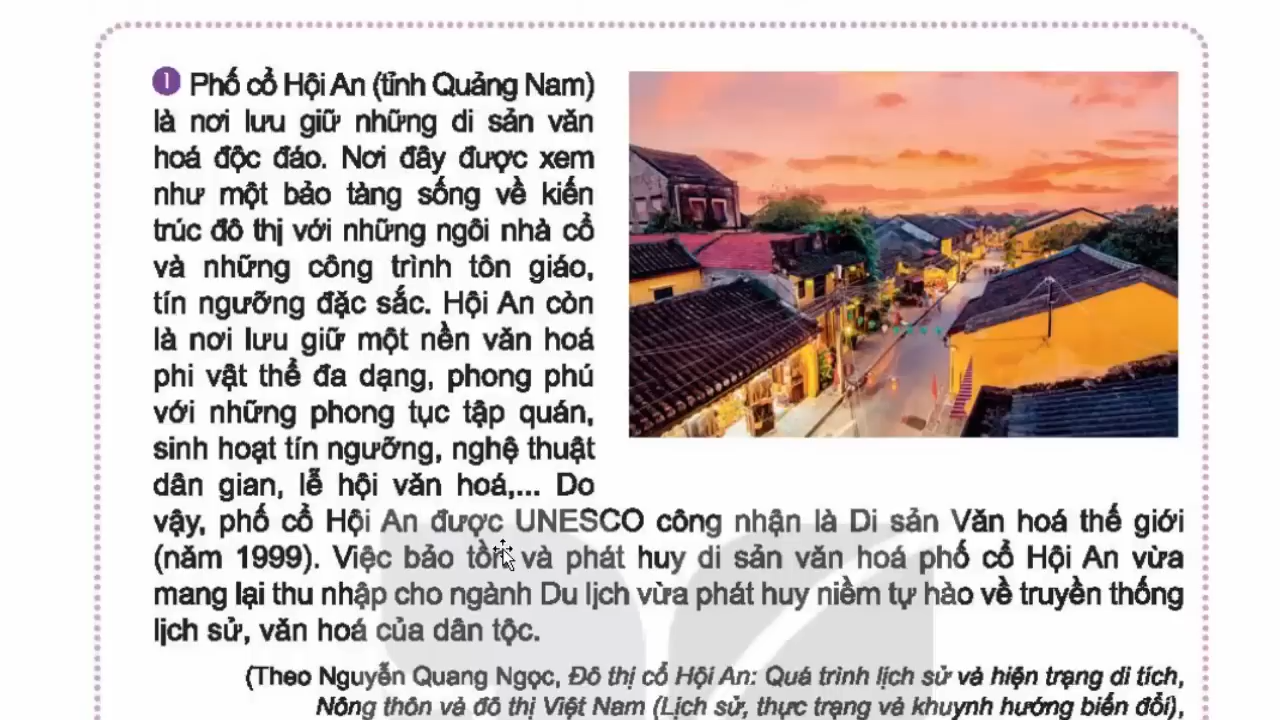 1 Phố cổ Hội An (tỉnh Quảng Nam)
là nơi lưu giữ những di sản văn
hoá độc đáo. Nơi đây được xem
như một bảo tàng sống về kiến
trúc đô thị với những ngôi nhà cổ
và những công trình tôn giáo,
tín ngưỡng đặc sắc. Hội An còn
là nơi lưu giữ một nền văn hoá
phi vật thể đa dạng, phong phú
với những phong tục tập quán,
sinh hoạt tín ngưỡng, nghệ thuật
dân gian, lễ hội văn hoá,... Do
vậy, phố cổ Hội An được UNESCO công nhận là Di sản Văn hoá thế giới
(năm 1999). Việc bảo tồn và phát huy di sản văn hoá phố cổ Hội An vừa
mang lại thu nhập cho ngành Du lịch vừa phát huy niềm tự hào về truyền thống
lịch sử, văn hoá của dân tộc.
(Theo Nguyễn Quang Ngọc, Đô thị cổ Hội An: Quá trình lịch sử và hiện trạng di tích,
Nông thôn và đô thị Việt Nam (Lịch sử, thực trạng và khuynh hướng biến đổi),